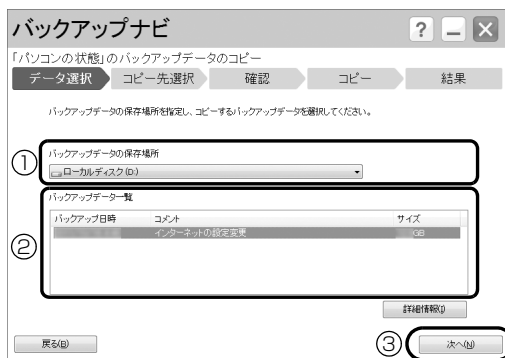 バックアップナビ ? － ×
「パソコンの状態」のバックアップデータのコピー
データ選択 コピー先選択 確認 コピー 結果
バックアップデータの保存場所を指定し、コピーするバックアップデータを選択してください。
① バックアップデータの保存場所
ローカルディスク(D:)
バックアップデータ一覧
バックアップ日時 コメント サイズ
② インターネットの設定変更 GB
詳細情報(I)
戻る(B) ③ 次へ(N)